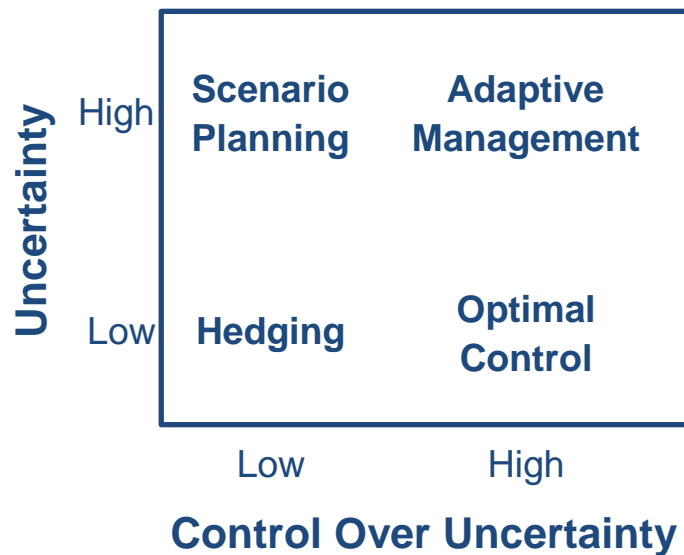 Uncertainty
High
Scenario
Planning
Adaptive
Management
Low
Hedging
Optimal
Control
Low
High
Control Over Uncertainty